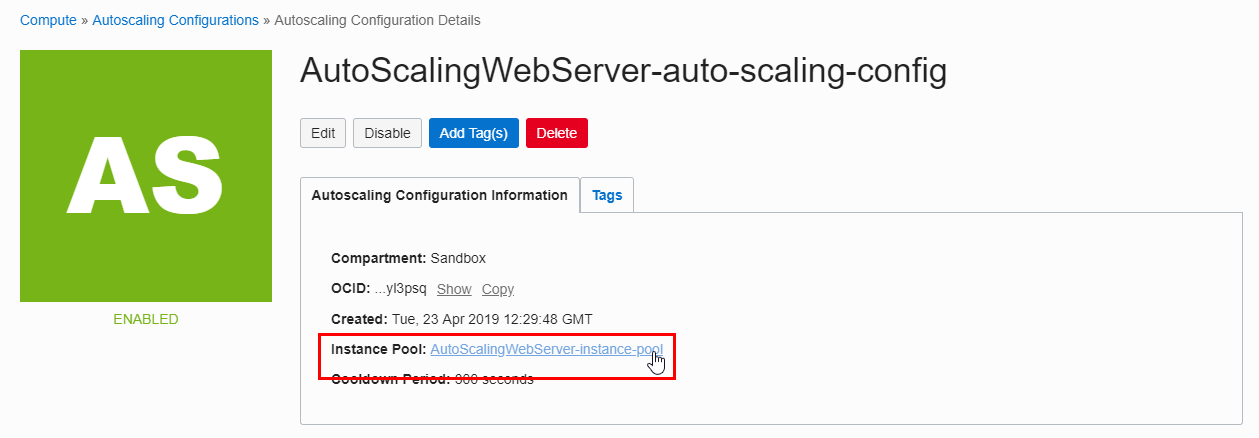 Compute » Autoscaling Configurations » Autoscaling Configuration Details
AS
ENABLED
AutoScalingWebServer-auto-scaling-config
Edit Disable Add Tag(s) Delete
Autoscaling Configuration Information Tags
Compartment: Sandbox
OCID: ...yl3psq Show Copy
Created: Tue, 23 Apr 2019 12:29:48 GMT
Instance Pool: AutoScalingWebServer-instance-pool
Cooldown Period: 300 seconds